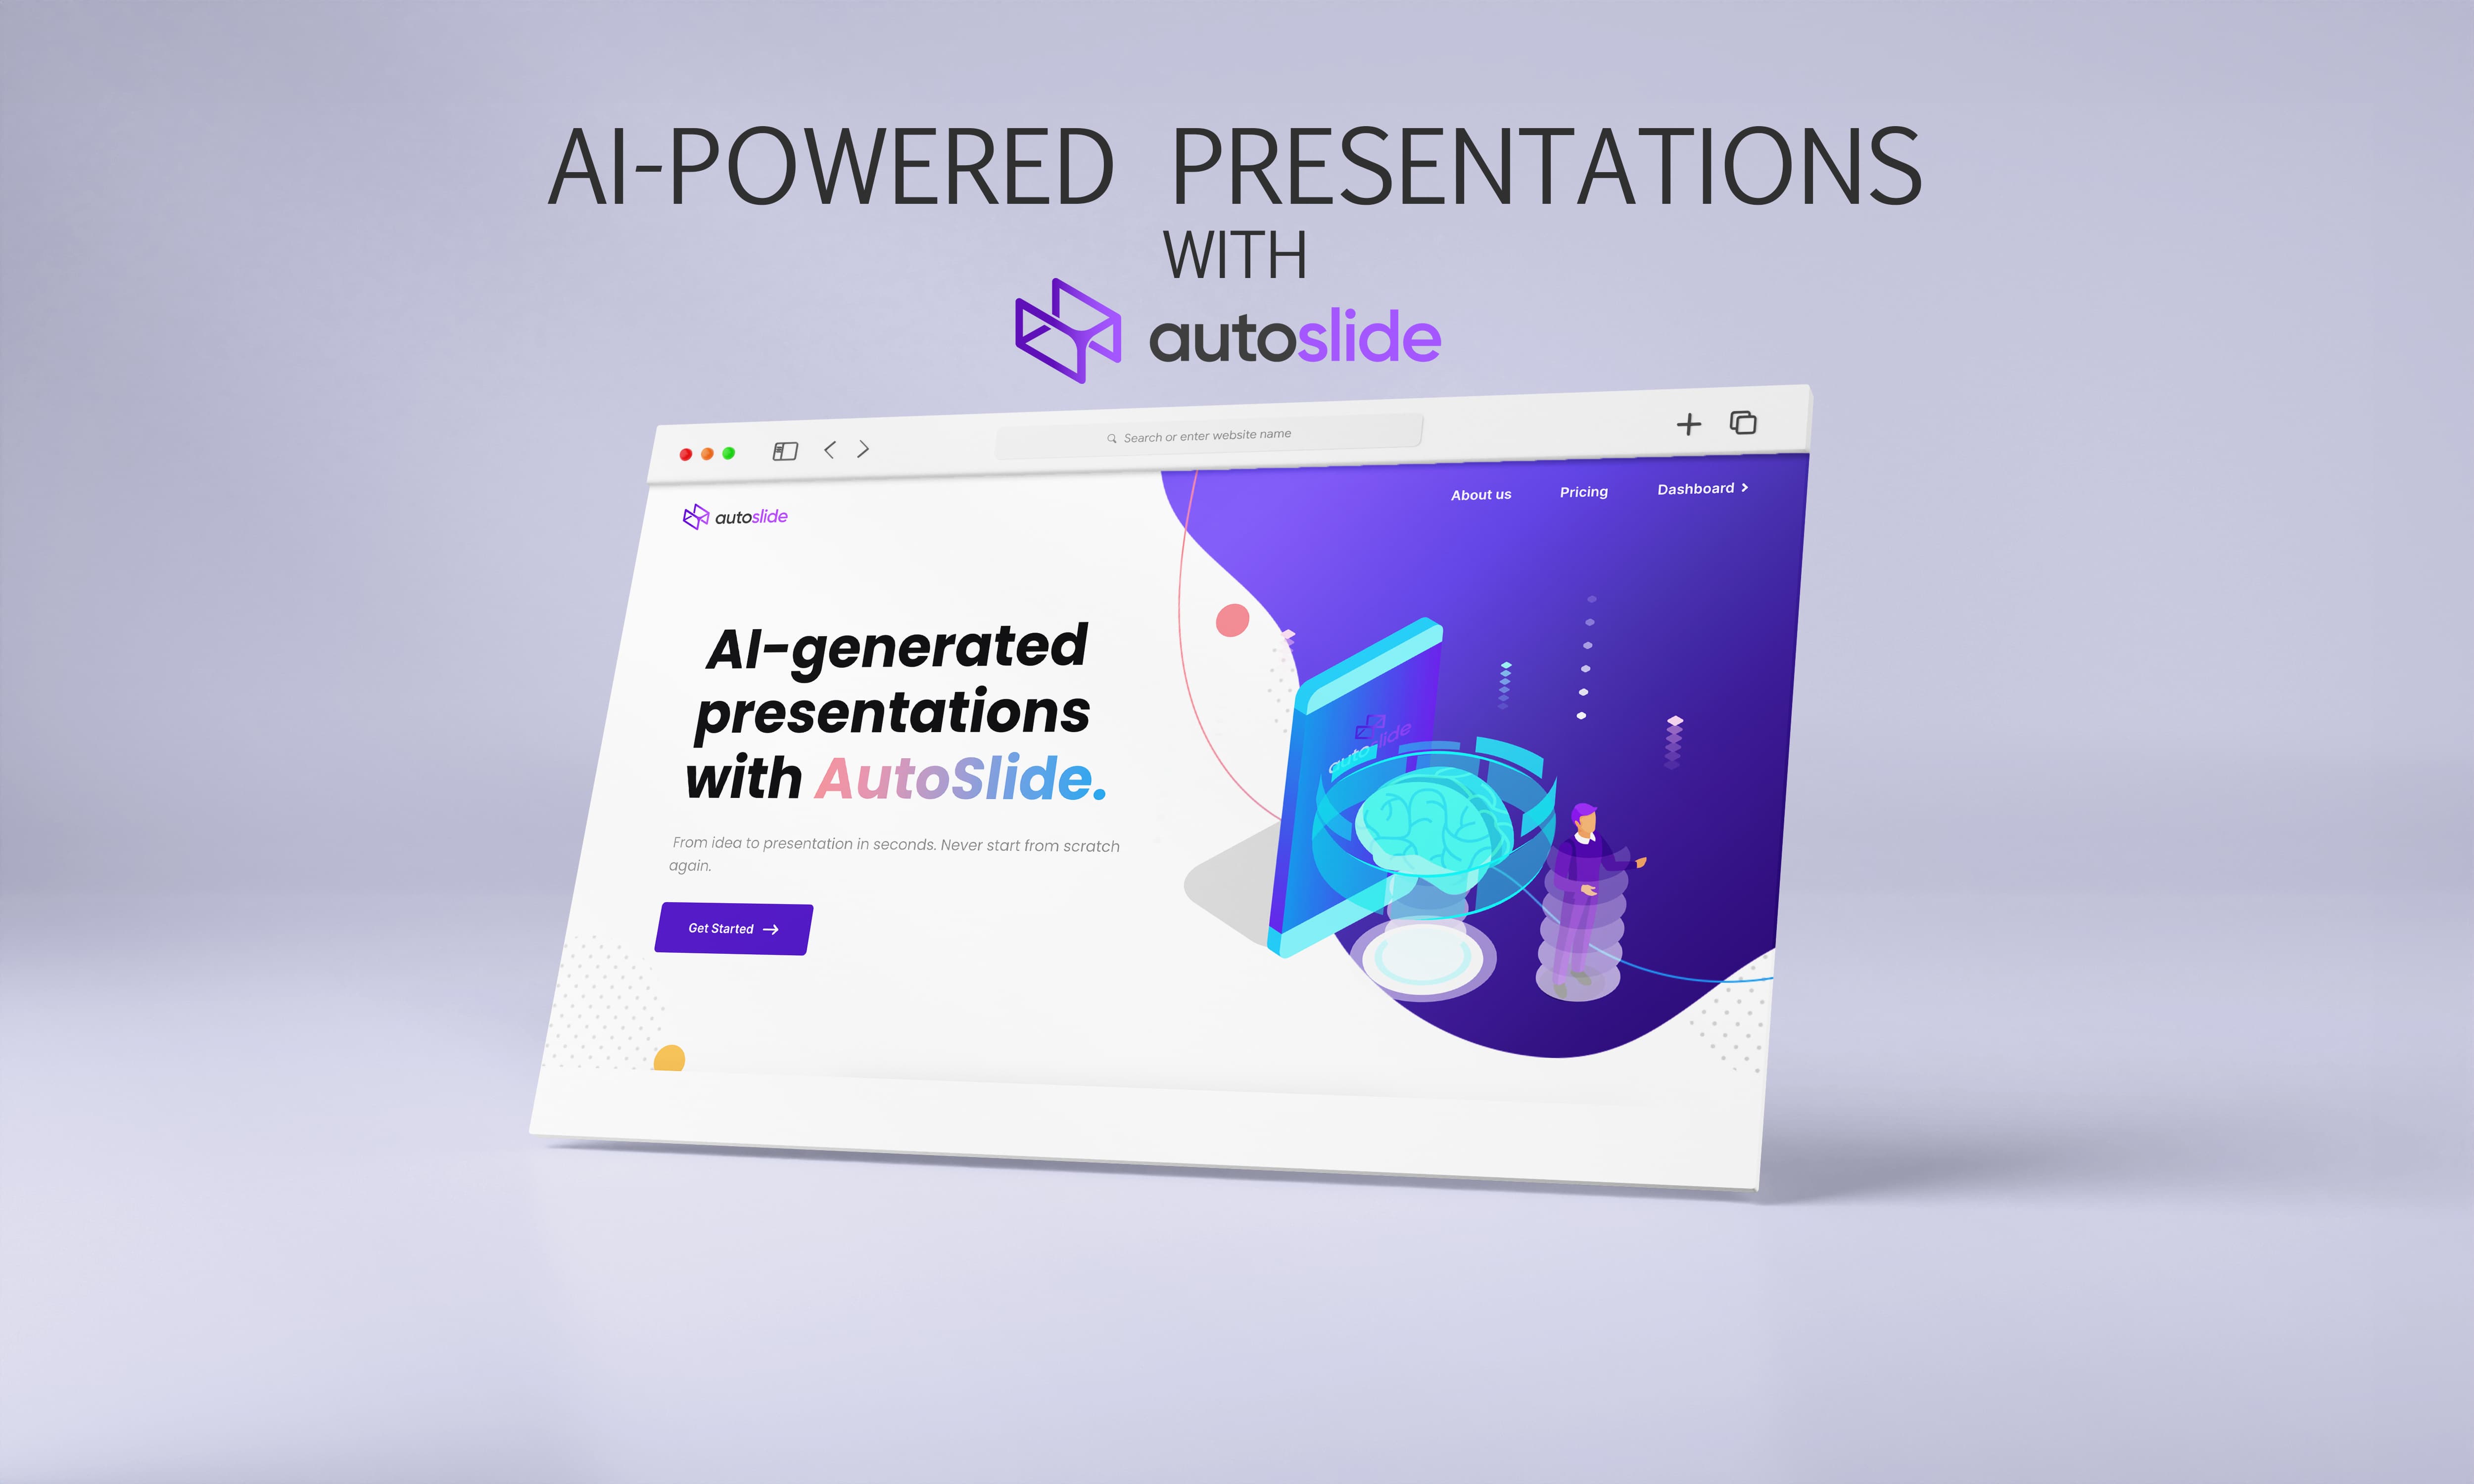 AI-POWERED PRESENTATIONS
WITH
autoslide
Search or enter website name
autoslide
About us
Pricing
Dashboard
AI-generated
presentations
with AutoSlide.
From idea to presentation in seconds. Never start from scratch
again.
Get Started
autoslide